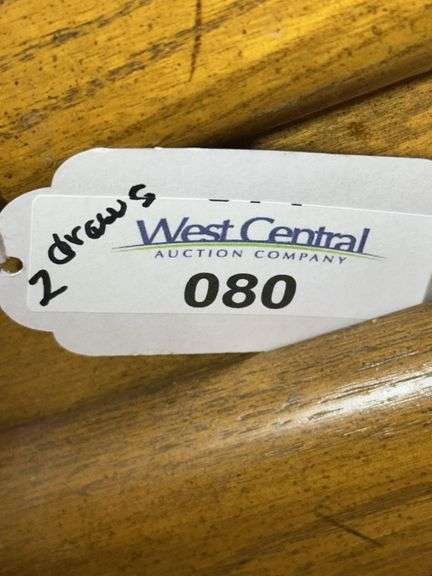 2 draws
West Central
AUCTION COMPANY
080